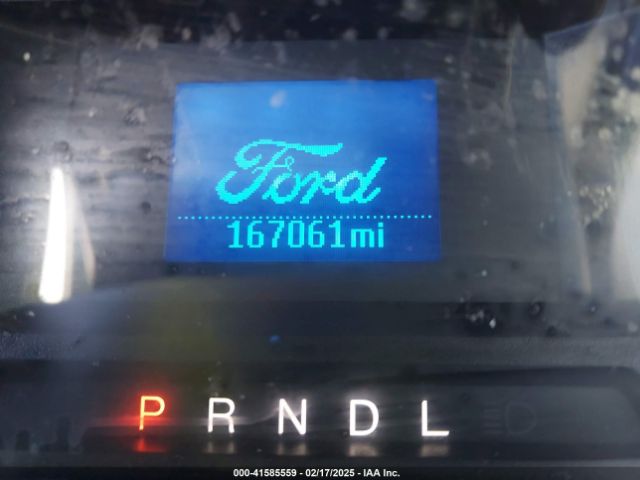 Ford
167061mi
P R N D L
000-41585559 - 02/17/2025 - IAA Inc.